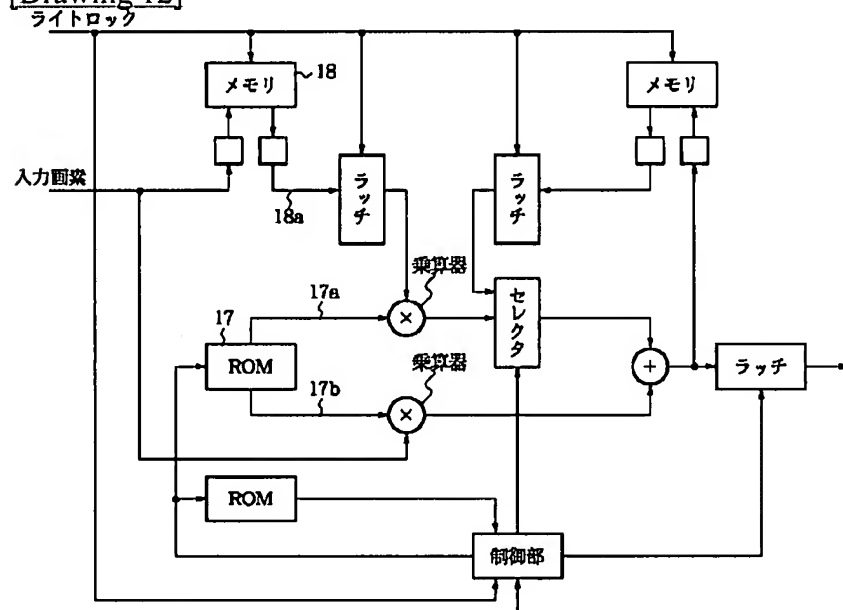 [Drawing 12]
ライトロック
メモリ
18
メモリ
入力画素
18a
ラッチ
ラッチ
乗算器
17a
×
セレクタ
17
ROM
+
ラッチ
乗算器
17b
×
ROM
制御部